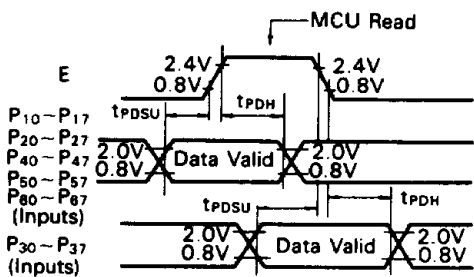 MCU Read
E
2.4V
0.8V
2.4V
0.8V
tPDSU
tPDH
P10~P17
P20~P27
P40~P47
P50~P57
P60~P67
(Inputs)
2.0V
0.8V
Data Valid
2.0V
0.8V
tPDSU
tPDH
P30~P37
(Inputs)
2.0V
0.8V
Data Valid
2.0V
0.8V